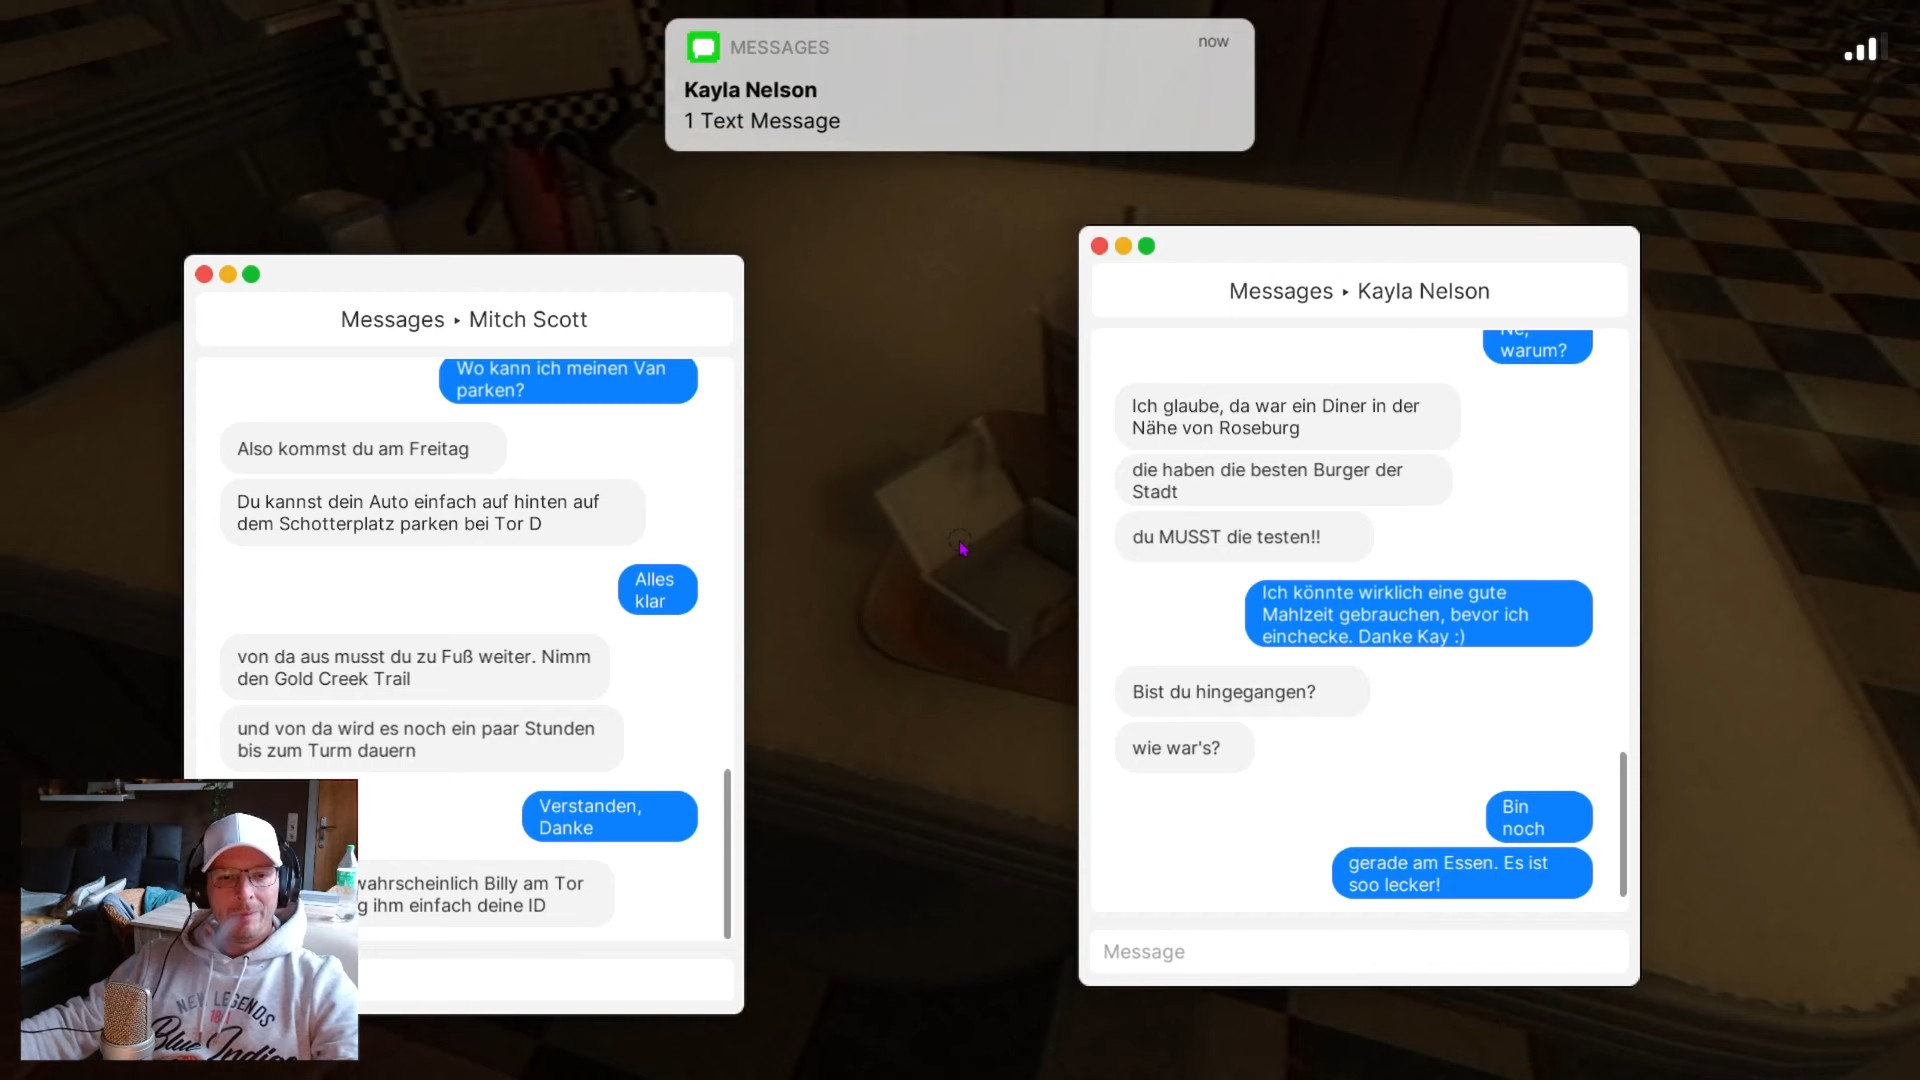 MESSAGES
now
Kayla Nelson
1 Text Message
Messages ‣ Mitch Scott
Wo kann ich meinen Van
parken?
Also kommst du am Freitag
Du kannst dein Auto einfach auf hinten auf
dem Schotterplatz parken bei Tor D
Alles
klar
von da aus musst du zu Fuß weiter. Nimm
den Gold Creek Trail
und von da wird es noch ein paar Stunden
bis zum Turm dauern
Verstanden,
Danke
wahrscheinlich Billy am Tor
g ihm einfach deine ID
Messages ‣ Kayla Nelson
Ne,
warum?
Ich glaube, da war ein Diner in der
Nähe von Roseburg
die haben die besten Burger der
Stadt
du MUSST die testen!!
Ich könnte wirklich eine gute
Mahlzeit gebrauchen, bevor ich
einchecke. Danke Kay :)
Bist du hingegangen?
wie war's?
Bin
noch
gerade am Essen. Es ist
soo lecker!
Message
NEW LEGENDS
Blue Indigo